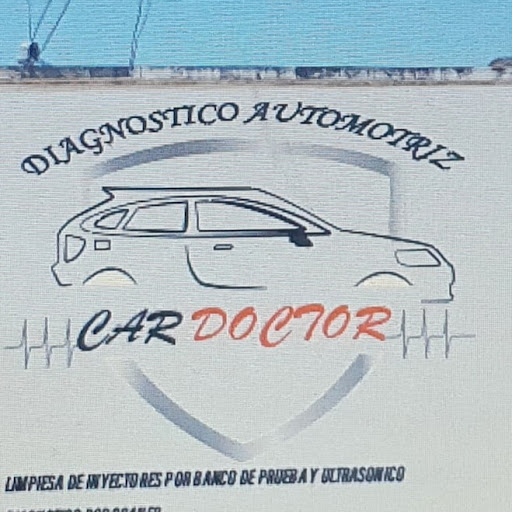 DIAGNOSTICO AUTOMOTRIZ
CAR DOCTOR
LIMPIESA DE INYECTORES POR BANCO DE PRUEBA Y ULTRASONICO